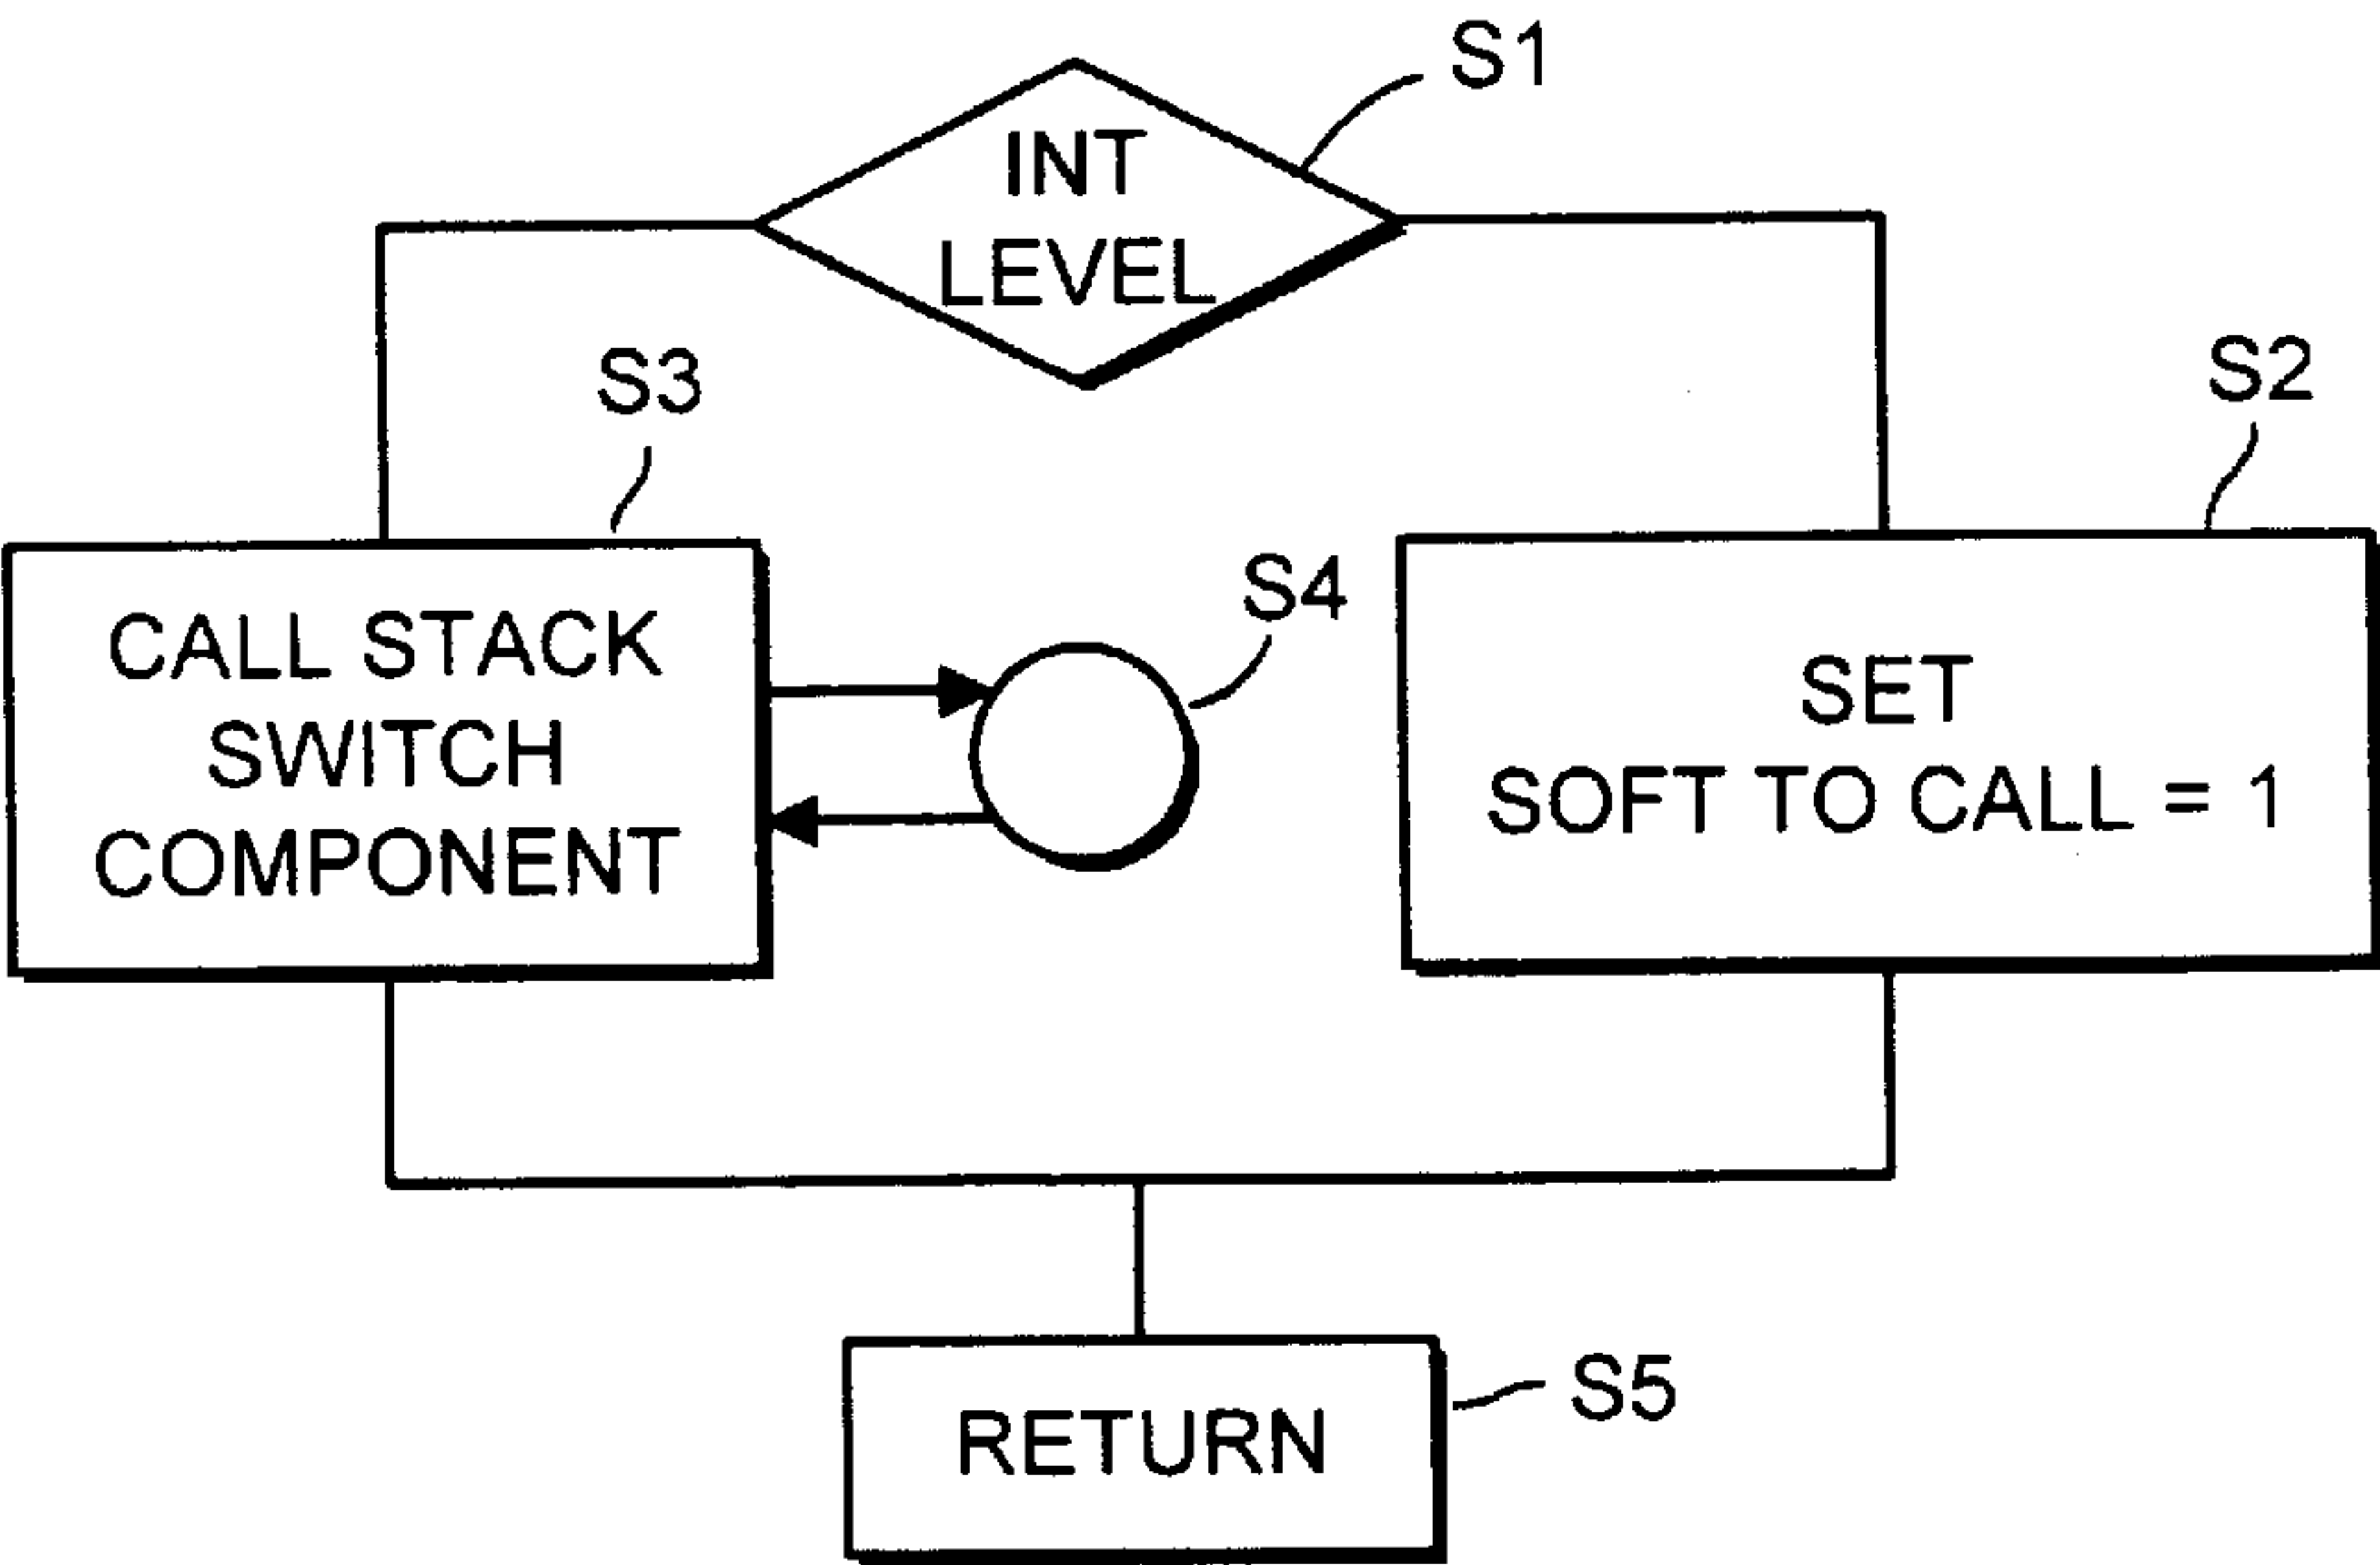 S1
INT
LEVEL
S3
S2
CALL STACK
SWITCH
COMPONENT
S4
SET
SOFT TO CALL = 1
RETURN
S5